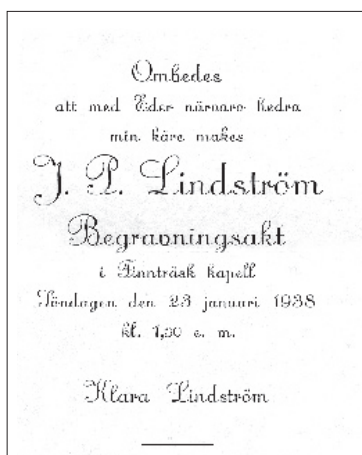 Ombedes
att med Eder närvaro hedra
min käre makes
J. P. Lindström
Begravningsakt
i Finnträsk kapell
Söndagen den 23 januari 1938
kl. 1,30 e. m.
Klara Lindström